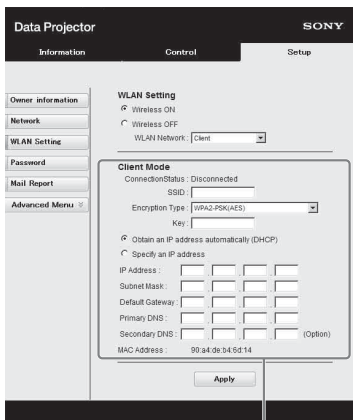 Data Projector
SONY
Information
Control
Setup
Owner information
Network
WLAN Setting
Password
Mail Report
Advanced Menu
WLAN Setting
Wireless ON
Wireless OFF
WLAN Network : Client
Client Mode
ConnectionStatus : Disconnected
SSID :
Encryption Type : WPA2-PSK(AES)
Key :
Obtain an IP address automatically (DHCP)
Specify an IP address
IP Address :
Subnet Mask :
Default Gateway :
Primary DNS :
Secondary DNS : (Option)
MAC Address : 90:a4:de:b4:6d:14
Apply